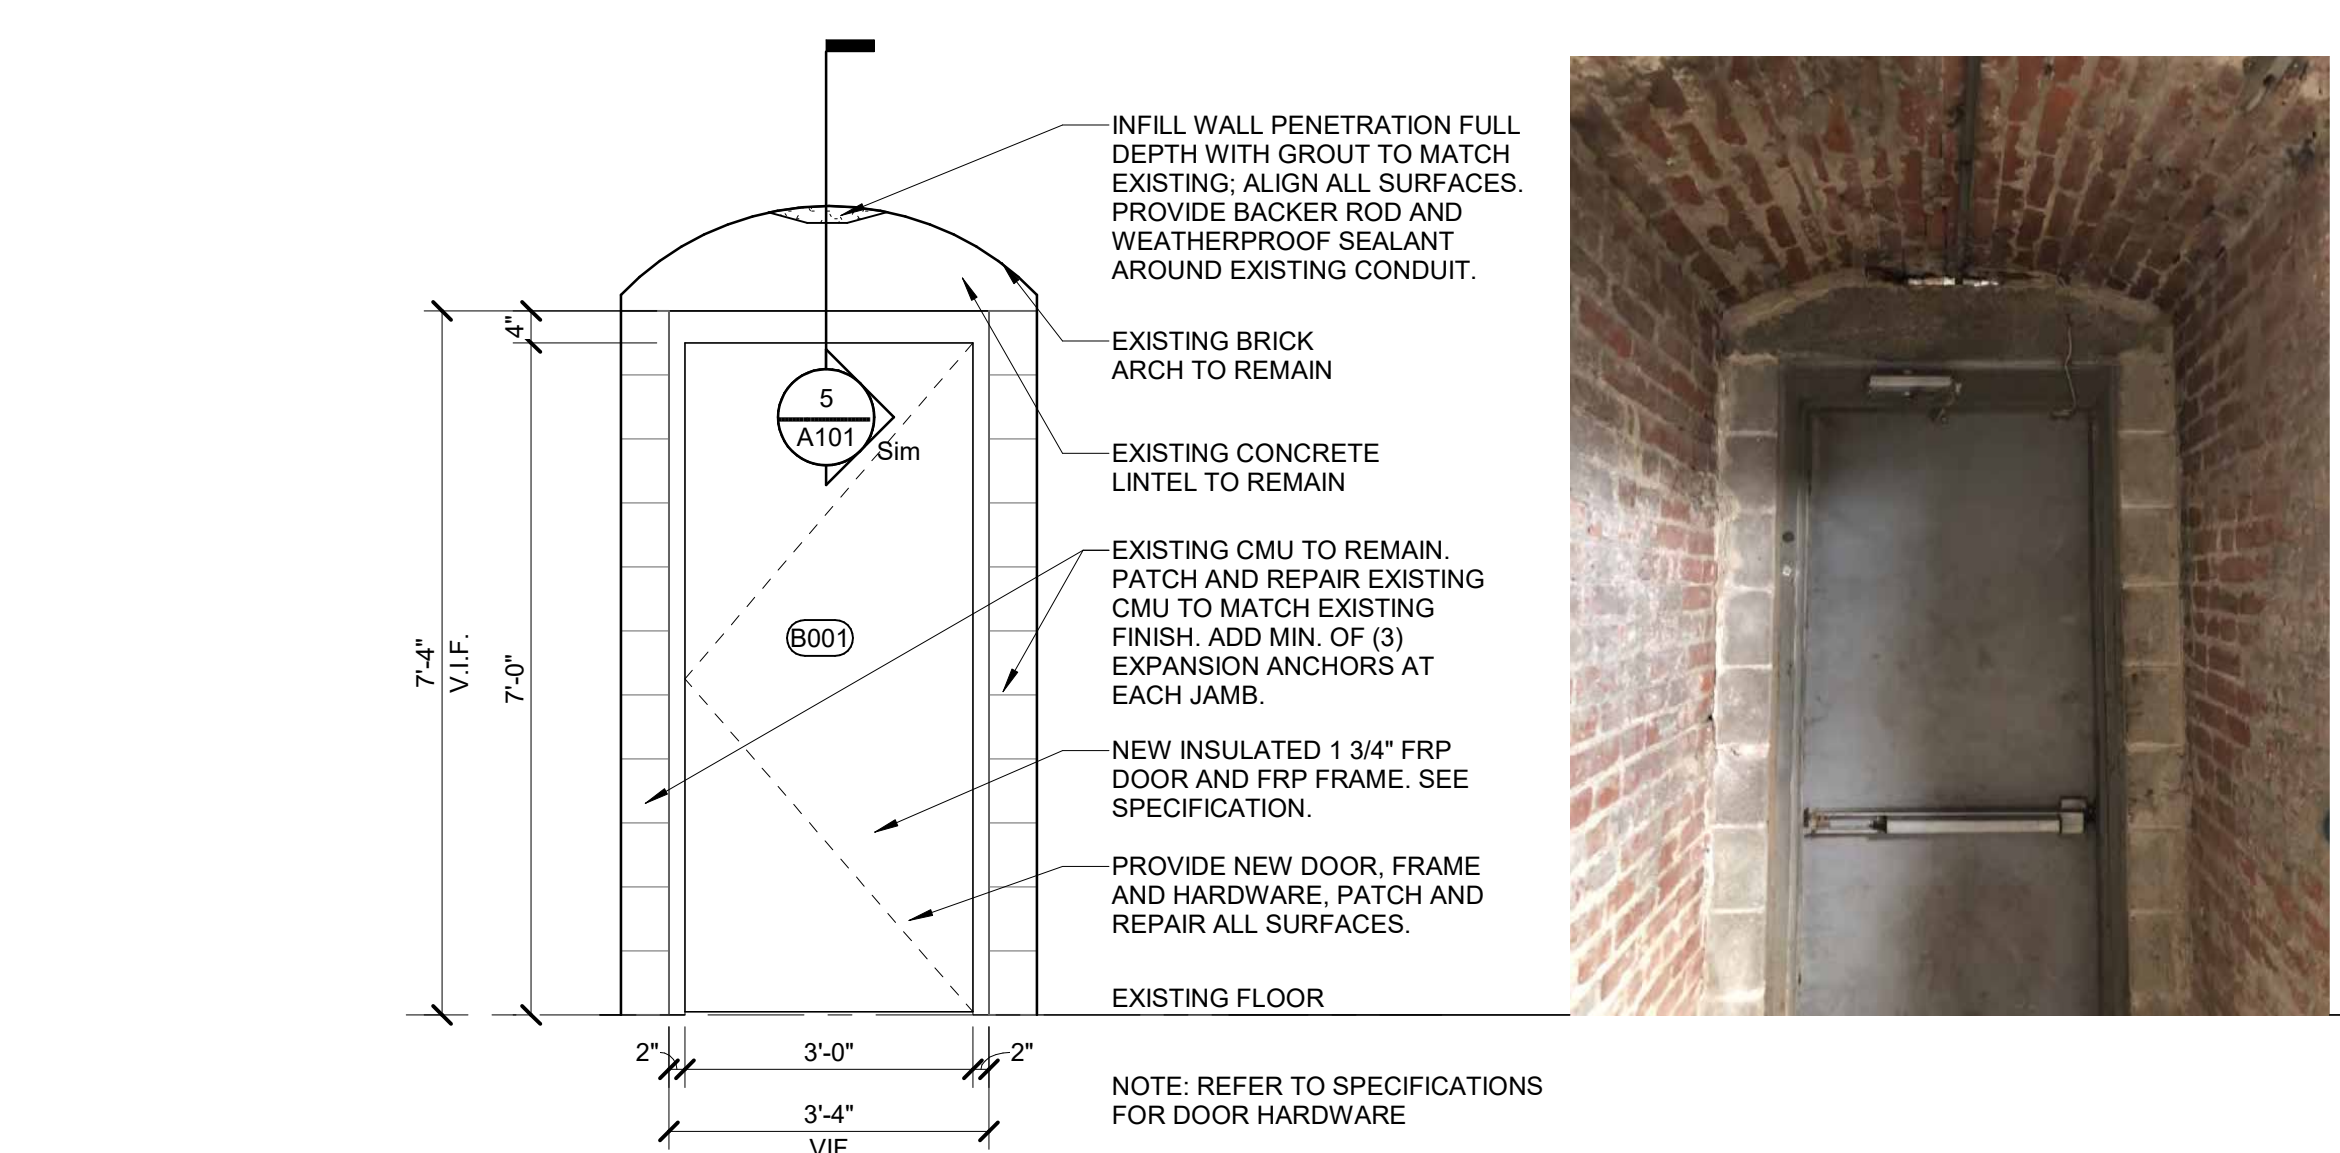 INFILL WALL PENETRATION FULL
DEPTH WITH GROUT TO MATCH
EXISTING; ALIGN ALL SURFACES.
PROVIDE BACKER ROD AND
WEATHERPROOF SEALANT
AROUND EXISTING CONDUIT.
EXISTING BRICK
ARCH TO REMAIN
EXISTING CONCRETE
LINTEL TO REMAIN
EXISTING CMU TO REMAIN.
PATCH AND REPAIR EXISTING
CMU TO MATCH EXISTING
FINISH. ADD MIN. OF (3)
EXPANSION ANCHORS AT
EACH JAMB.
NEW INSULATED 1 3/4" FRP
DOOR AND FRP FRAME. SEE
SPECIFICATION.
PROVIDE NEW DOOR, FRAME
AND HARDWARE, PATCH AND
REPAIR ALL SURFACES.
EXISTING FLOOR
NOTE: REFER TO SPECIFICATIONS
FOR DOOR HARDWARE
4"
7'-4"
V.I.F.
7'-0"
5
A101
Sim
B001
2"
3'-0"
2"
3'-4"
VIF